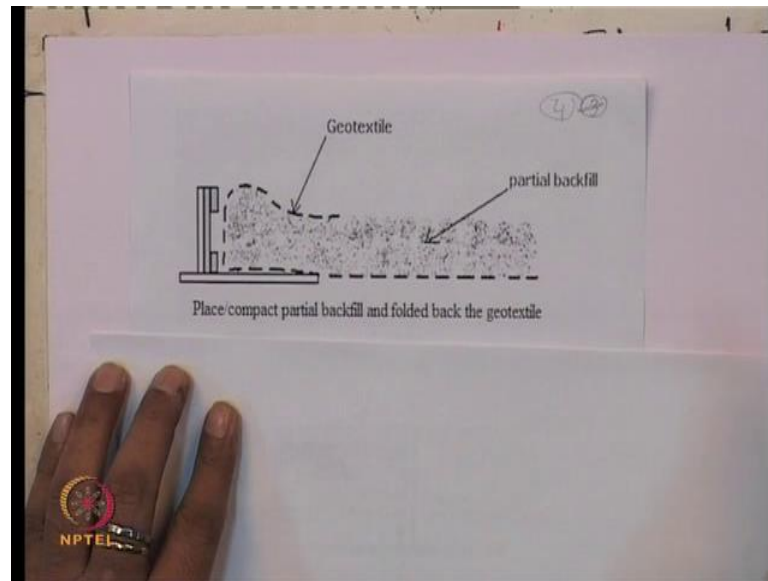 4
Geotextile
partial backfill
Place/compact partial backfill and folded back the geotextile
NPTEL